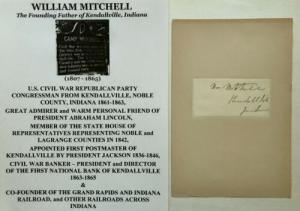 WILLIAM MITCHELL
The Founding Father of Kendallville, Indiana
CAMP
(1807 - 1865)
U.S. CIVIL WAR REPUBLICAN PARTY
CONGRESSMAN FROM KENDALLVILLE, NOBLE
COUNTY, INDIANA 1861-1863,
GREAT ADMIRER and WARM PERSONAL FRIEND OF
PRESIDENT ABRAHAM LINCOLN,
MEMBER OF THE STATE HOUSE OF
REPRESENTATIVES REPRESENTING NOBLE and
LAGRANGE COUNTIES IN 1842,
APPOINTED FIRST POSTMASTER OF
KENDALLVILLE BY PRESIDENT JACKSON 1836-1846,
CIVIL WAR BANKER – PRESIDENT and DIRECTOR
OF THE FIRST NATIONAL BANK OF KENDALLVILLE
1863-1865
&
CO-FOUNDER OF THE GRAND RAPIDS AND INDIANA
RAILROAD, AND OTHER RAILROADS ACROSS
INDIANA
Wm Mitchell